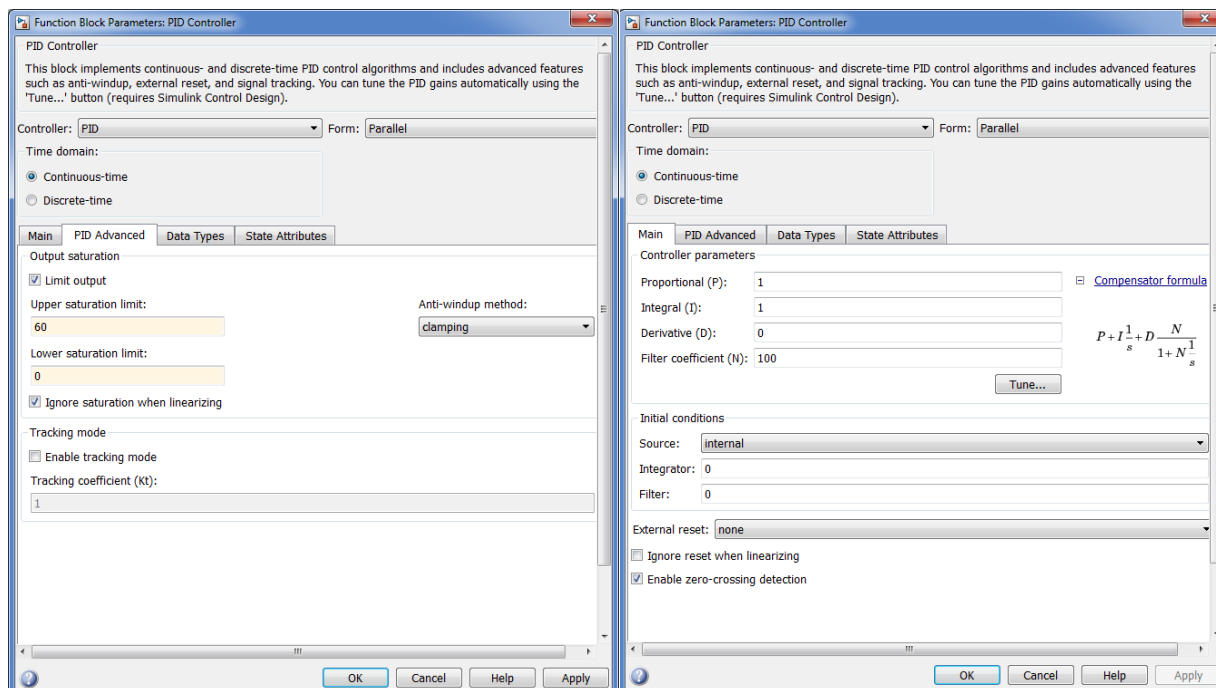 Function Block Parameters: PID Controller
PID Controller
This block implements continuous- and discrete-time PID control algorithms and includes advanced features
such as anti-windup, external reset, and signal tracking. You can tune the PID gains automatically using the
'Tune...' button (requires Simulink Control Design).
Controller: PID Form: Parallel
Time domain:
Continuous-time
Discrete-time
Main PID Advanced Data Types State Attributes
Output saturation
Limit output
Upper saturation limit: Anti-windup method:
60 clamping
Lower saturation limit:
0
Ignore saturation when linearizing
Tracking mode
Enable tracking mode
Tracking coefficient (Kt):
1
OK Cancel Help Apply
Function Block Parameters: PID Controller
PID Controller
This block implements continuous- and discrete-time PID control algorithms and includes advanced features
such as anti-windup, external reset, and signal tracking. You can tune the PID gains automatically using the
'Tune...' button (requires Simulink Control Design).
Controller: PID Form: Parallel
Time domain:
Continuous-time
Discrete-time
Main PID Advanced Data Types State Attributes
Controller parameters
Proportional (P): 1 Compensator formula
Integral (I): 1
Derivative (D): 0
Filter coefficient (N): 100
P+I 1/s +D N/(1+N 1/s)
Tune...
Initial conditions
Source: internal
Integrator: 0
Filter: 0
External reset: none
Ignore reset when linearizing
Enable zero-crossing detection
OK Cancel Help Apply